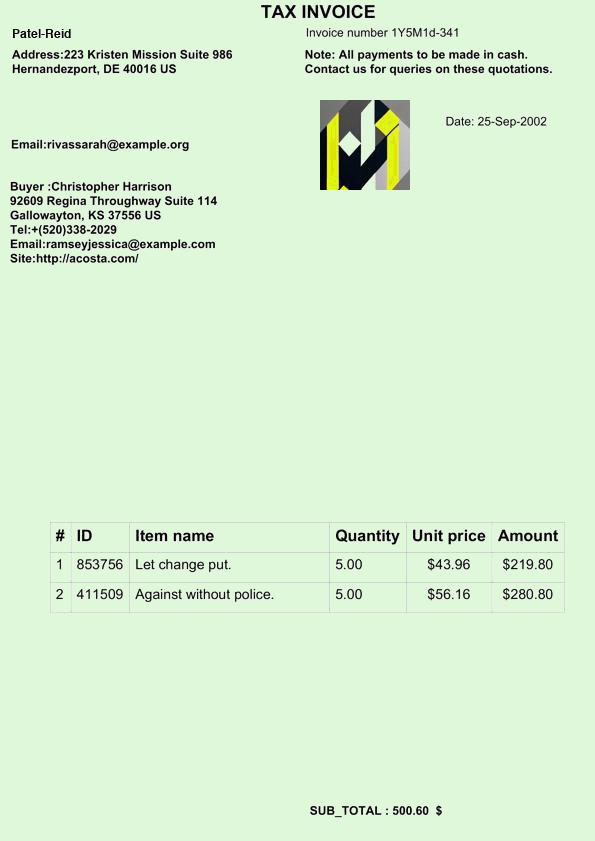 TAX INVOICE
Patel-Reid
Invoice number 1Y5M1d-341
Address:223 Kristen Mission Suite 986
Hernandezport, DE 40016 US
Note: All payments to be made in cash.
Contact us for queries on these quotations.
Date: 25-Sep-2002
Email:rivassarah@example.org
Buyer :Christopher Harrison
92609 Regina Throughway Suite 114
Gallowayton, KS 37556 US
Tel:+(520)338-2029
Email:ramseyjessica@example.com
Site:http://acosta.com/
# ID Item name Quantity Unit price Amount
1 853756 Let change put. 5.00 $43.96 $219.80
2 411509 Against without police. 5.00 $56.16 $280.80
SUB_TOTAL : 500.60 $